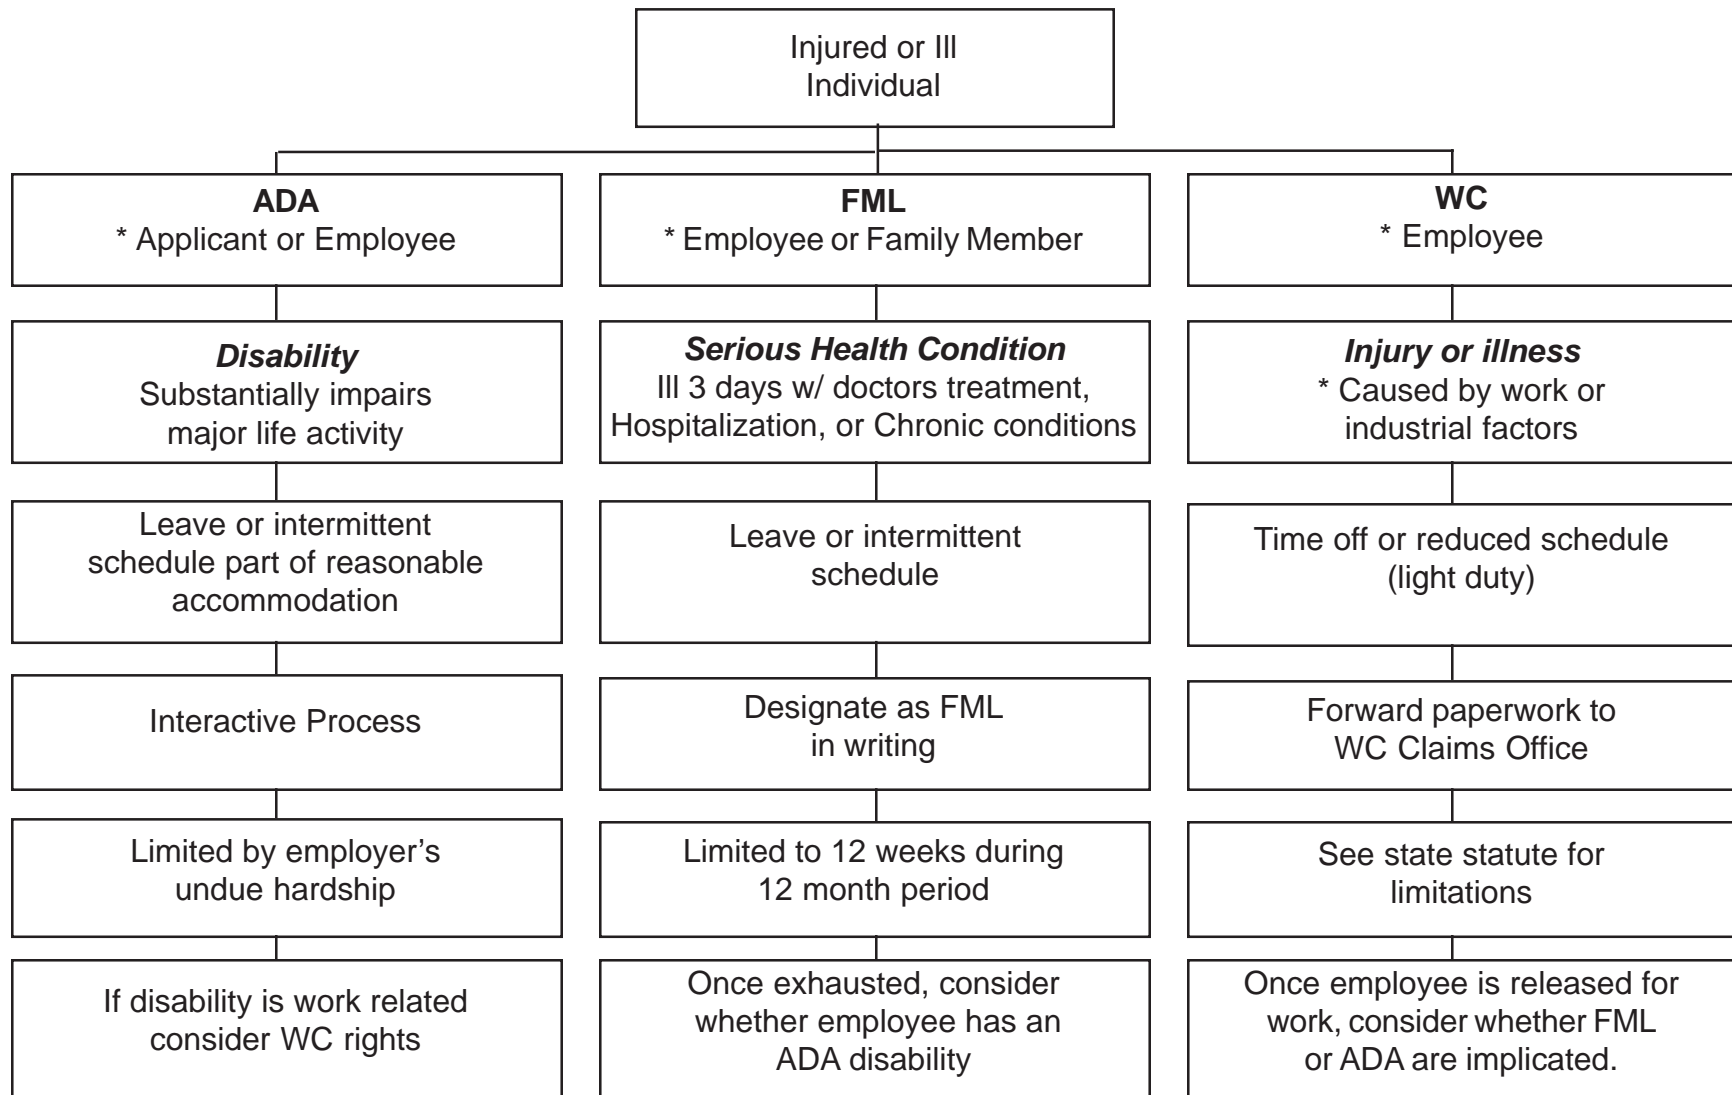 Injured or Ill
Individual
ADA
* Applicant or Employee
FML
* Employee or Family Member
WC
* Employee
Disability
Substantially impairs
major life activity
Serious Health Condition
Ill 3 days w/ doctors treatment,
Hospitalization, or Chronic conditions
Injury or illness
* Caused by work or
industrial factors
Leave or intermittent
schedule part of reasonable
accommodation
Leave or intermittent
schedule
Time off or reduced schedule
(light duty)
Interactive Process
Designate as FML
in writing
Forward paperwork to
WC Claims Office
Limited by employer’s
undue hardship
Limited to 12 weeks during
12 month period
See state statute for
limitations
If disability is work related
consider WC rights
Once exhausted, consider
whether employee has an
ADA disability
Once employee is released for
work, consider whether FML
or ADA are implicated.